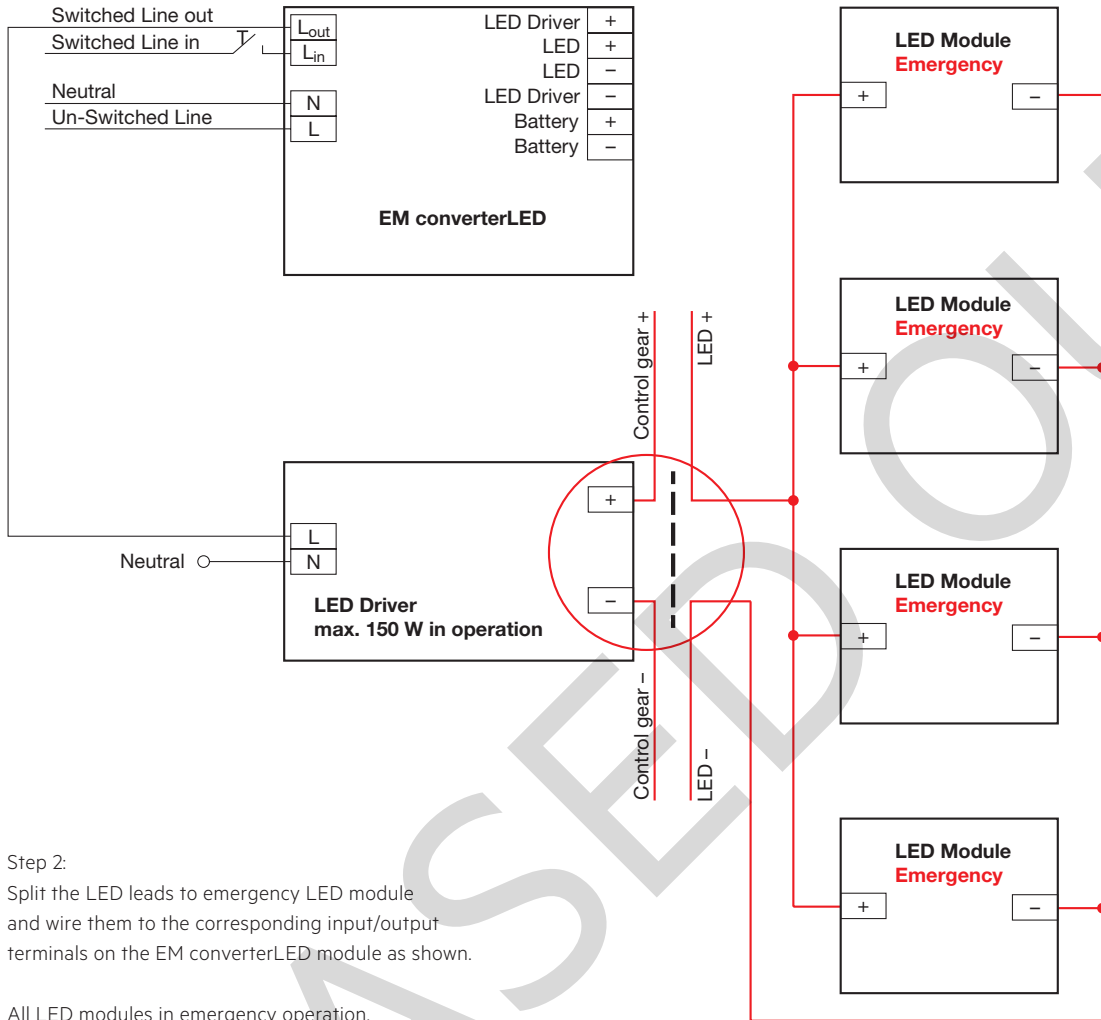 Switched Line out
Switched Line in
Neutral
Un-Switched Line
Lout
Lin
N
L
LED Driver +
LED +
LED –
LED Driver –
Battery +
Battery –
EM converterLED
LED Module
Emergency
+ –
LED Module
Emergency
+ –
Control gear +
LED +
L
N
Neutral
+
–
LED Driver
max. 150 W in operation
Control gear –
LED –
LED Module
Emergency
+ –
LED Module
Emergency
+ –
Step 2:
Split the LED leads to emergency LED module
and wire them to the corresponding input/output
terminals on the EM converterLED module as shown.
All LED modules in emergency operation.